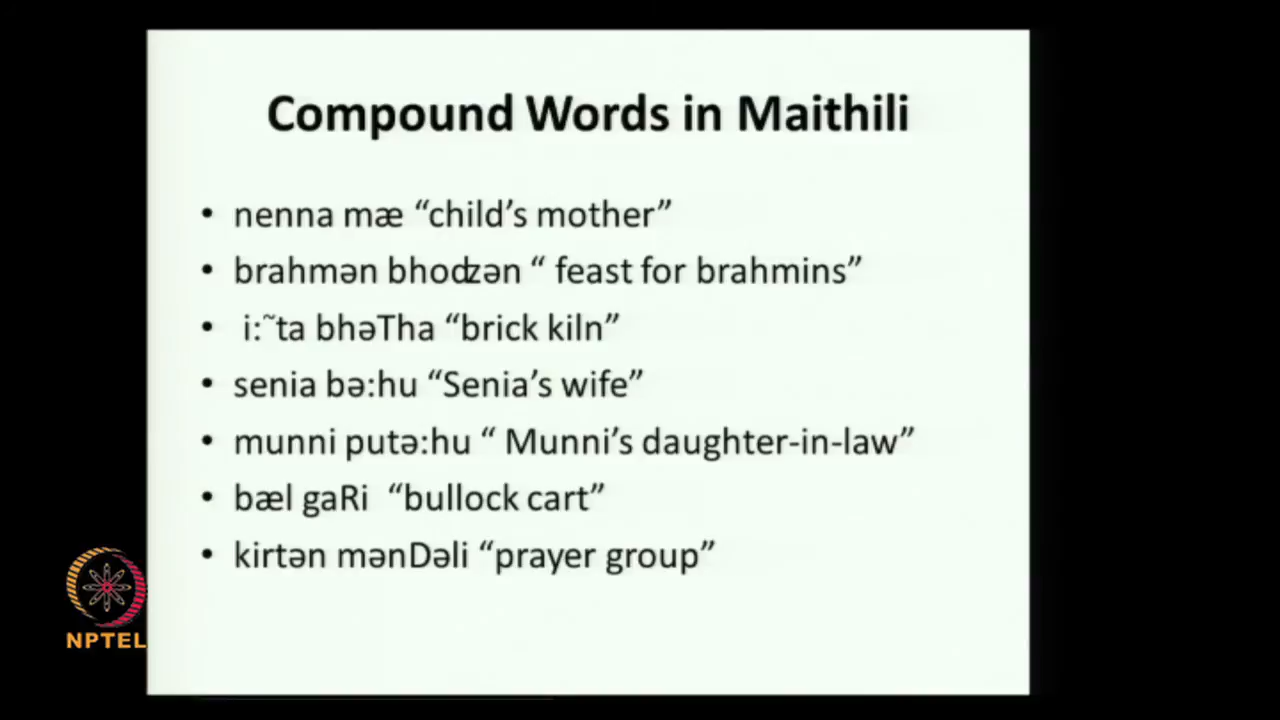 Compound Words in Maithili
• nenna mæ “child’s mother”
• brahmən bhoʣən “ feast for brahmins”
• i:˜ta bhəTha “brick kiln”
• senia bə:hu “Senia’s wife”
• munni putə:hu “ Munni’s daughter-in-law”
• bæl gaRi “bullock cart”
• kirtən mənDəli “prayer group”
NPTEL